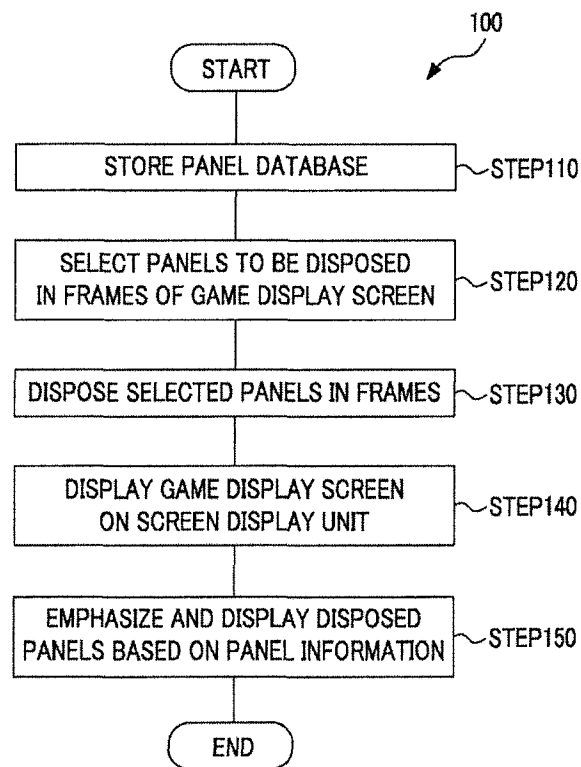 100
START
STORE PANEL DATABASE
STEP110
SELECT PANELS TO BE DISPOSED
IN FRAMES OF GAME DISPLAY SCREEN
STEP120
DISPOSE SELECTED PANELS IN FRAMES
STEP130
DISPLAY GAME DISPLAY SCREEN
ON SCREEN DISPLAY UNIT
STEP140
EMPHASIZE AND DISPLAY DISPOSED
PANELS BASED ON PANEL INFORMATION
STEP150
END